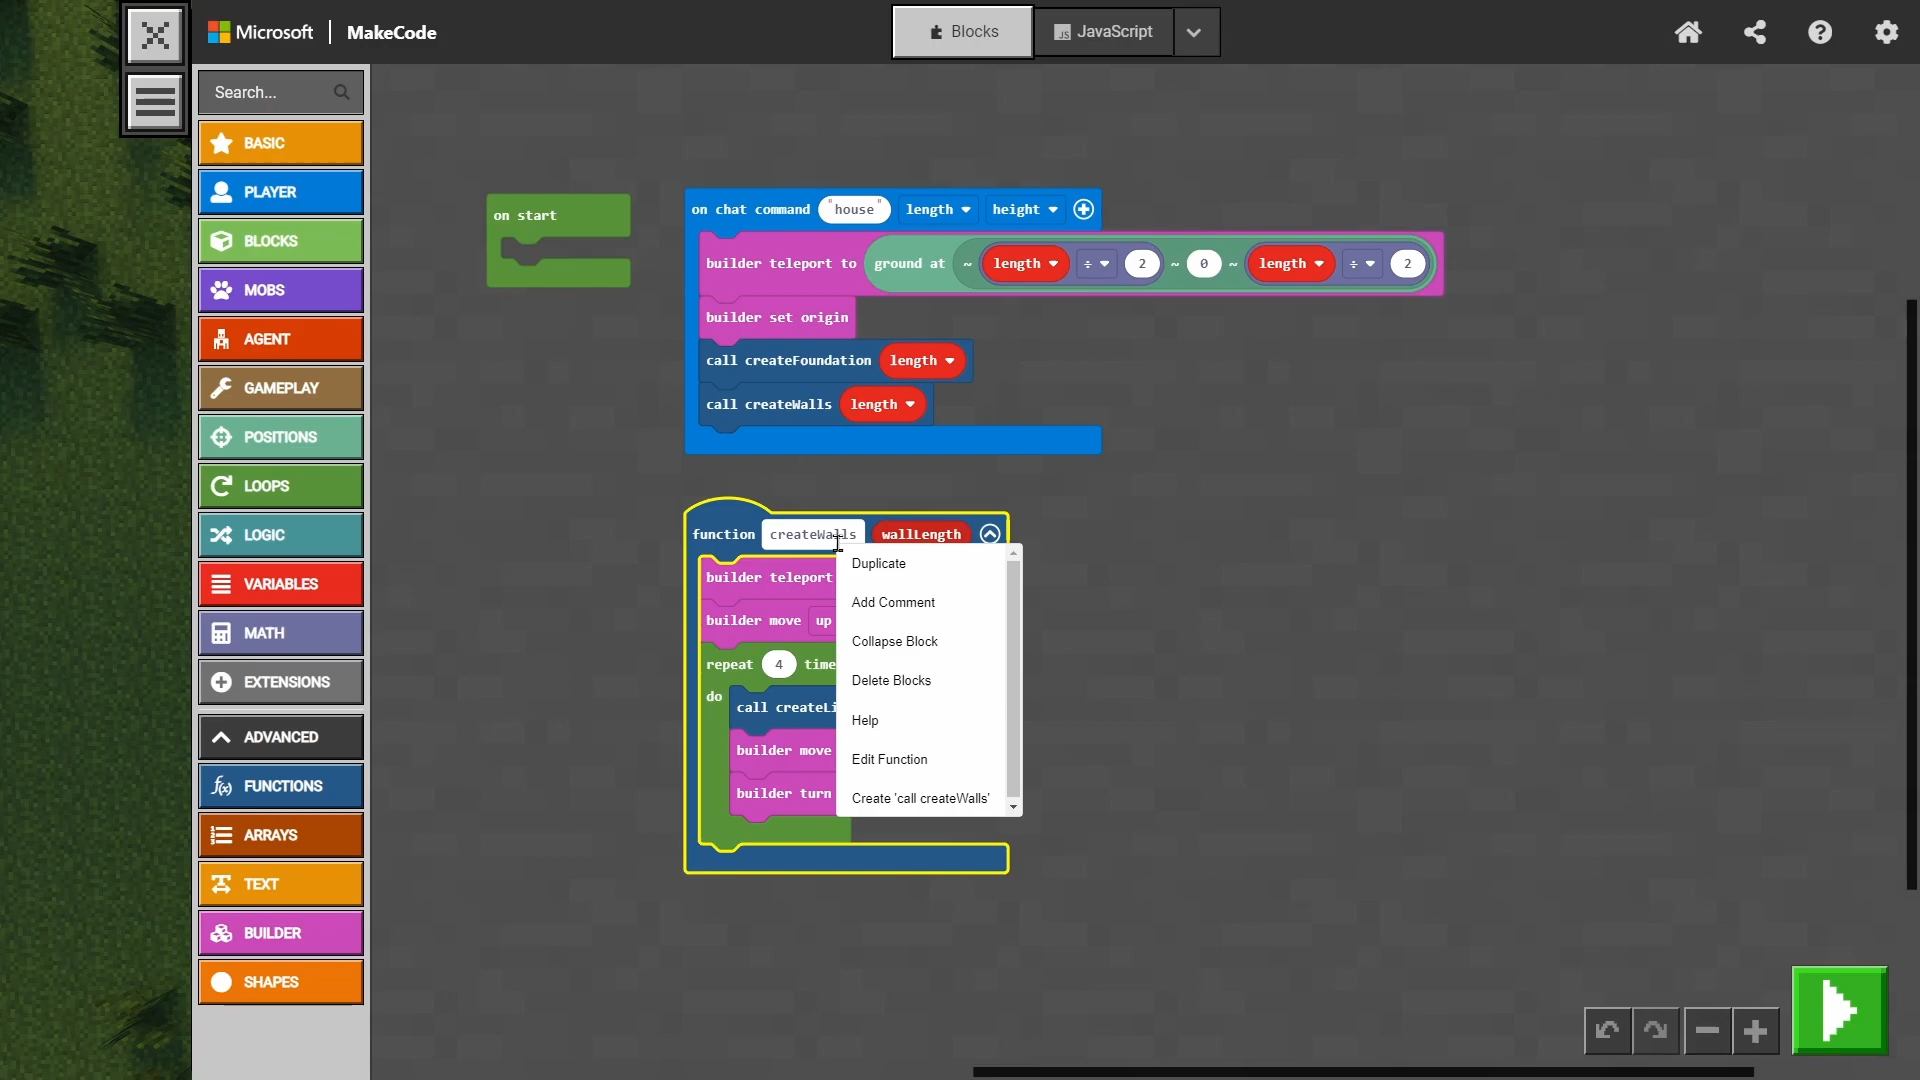 Microsoft | MakeCode
Blocks
JS JavaScript
Search...
BASIC
PLAYER
BLOCKS
MOBS
AGENT
GAMEPLAY
POSITIONS
LOOPS
LOGIC
VARIABLES
MATH
EXTENSIONS
ADVANCED
f(x) FUNCTIONS
ARRAYS
TEXT
BUILDER
SHAPES
on start
on chat command "house" length height
builder teleport to ground at ~ length ÷ 2 ~ 0 ~ length ÷ 2
builder set origin
call createFoundation length
call createWalls length
function createWalls wallLength
builder teleport
builder move up
repeat 4 time
do
call createLi
builder move
builder turn
Duplicate
Add Comment
Collapse Block
Delete Blocks
Help
Edit Function
Create 'call createWalls'